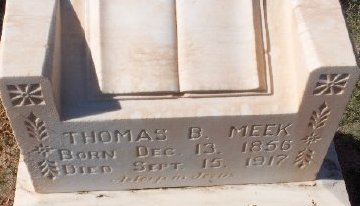 THOMAS B. MEEK
BORN DEC. 13. 1856
DIED SEPT. 15. 1917
Asleep in Jesus